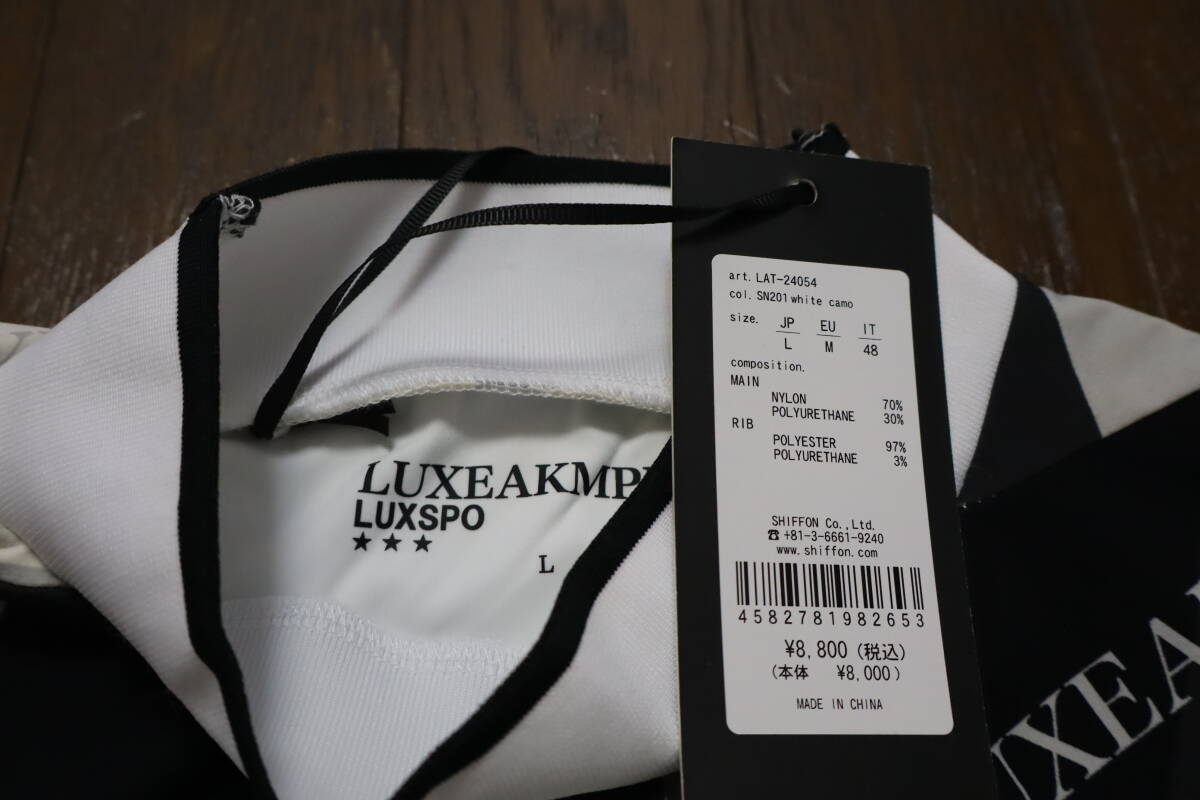 LUXEAKMP
LUXSPO
★★★
L
art. LAT-24054
col. SN201 white camo
size. JP EU IT
L M 48
composition.
MAIN
NYLON 70%
POLYURETHANE 30%
RIB
POLYESTER 97%
POLYURETHANE 3%
SHIFFON Co.,Ltd.
☎ +81-3-6661-9240
www.shiffon.com
4582781982653
¥8,800 (税込)
(本体 ¥8,000)
MADE IN CHINA
UXEA